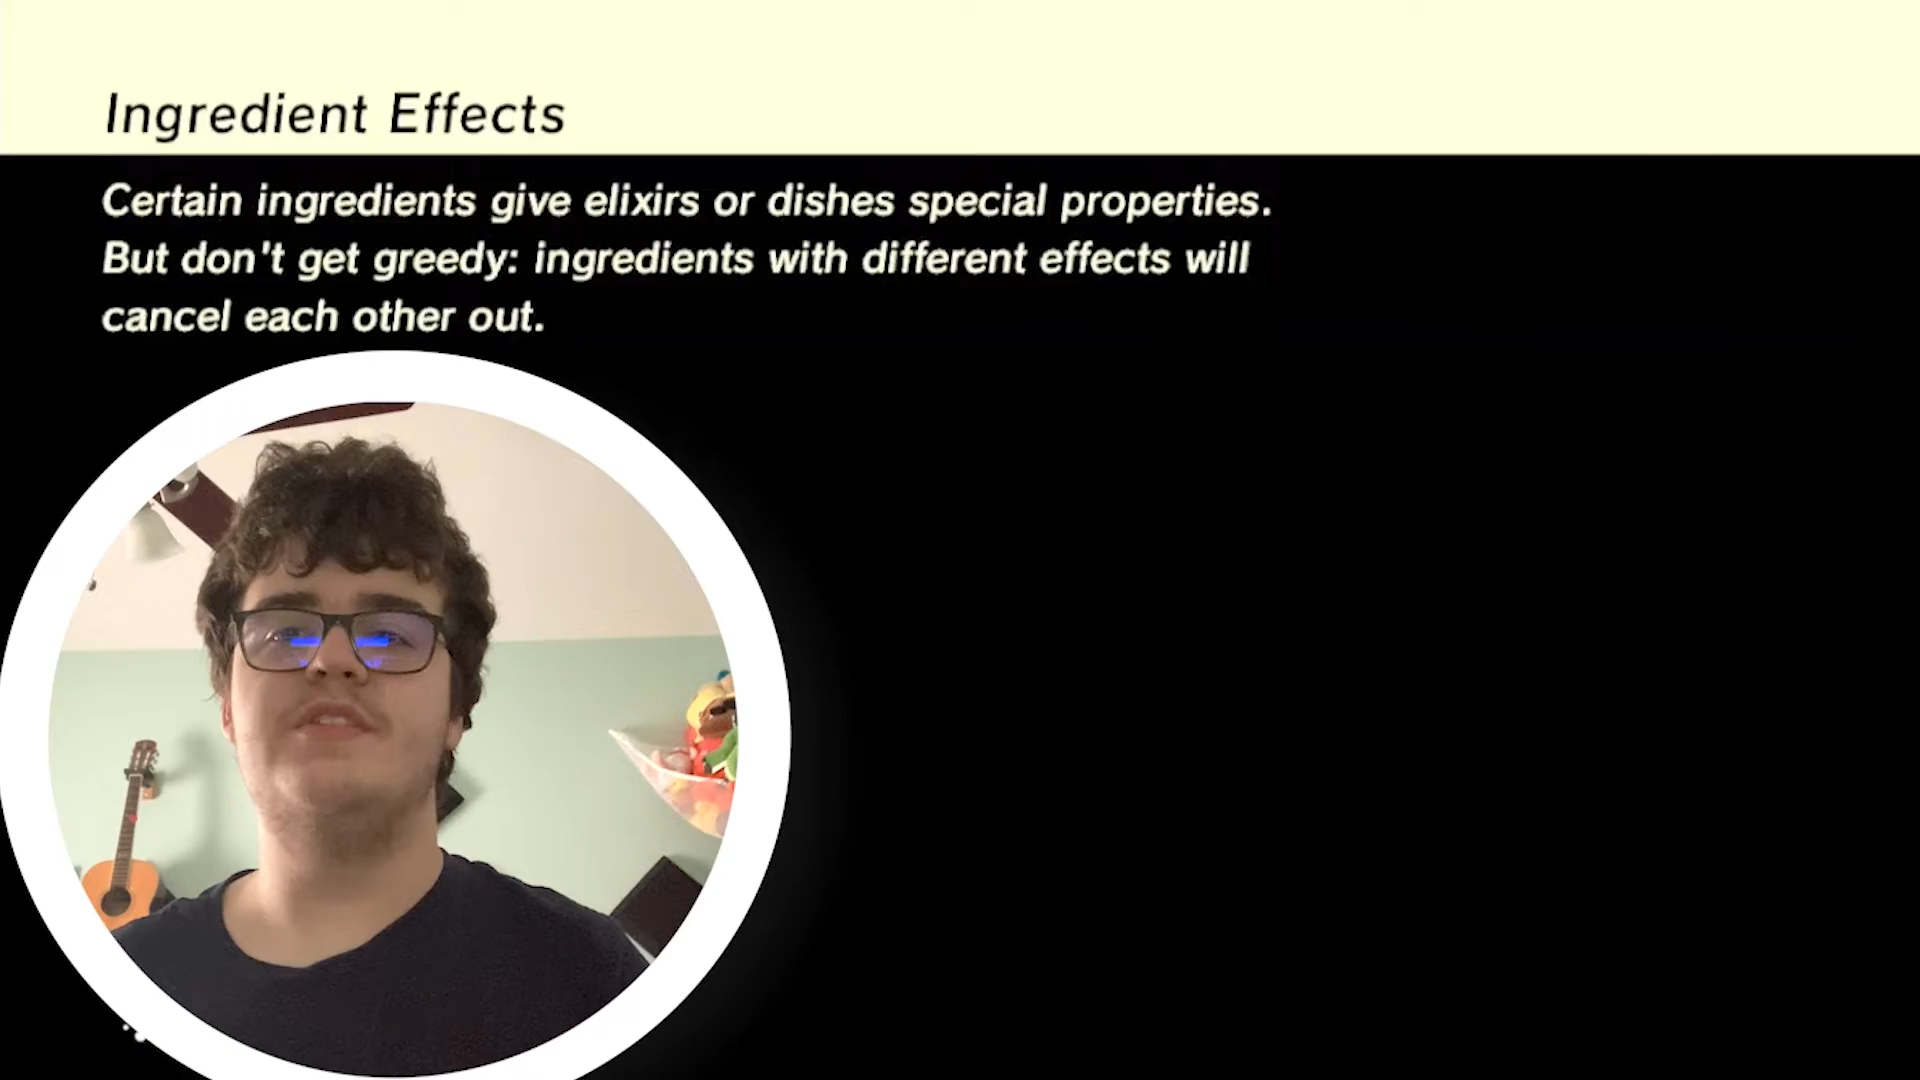 Ingredient Effects
Certain ingredients give elixirs or dishes special properties.
But don't get greedy: ingredients with different effects will
cancel each other out.